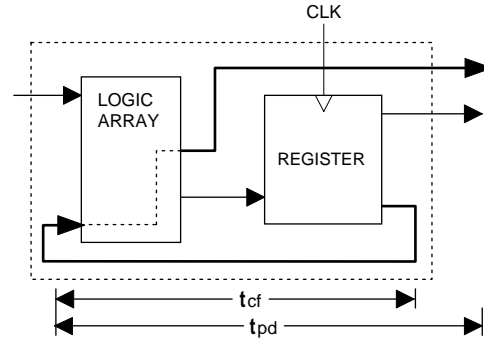 CLK
LOGIC
ARRAY
REGISTER
tcf
tpd